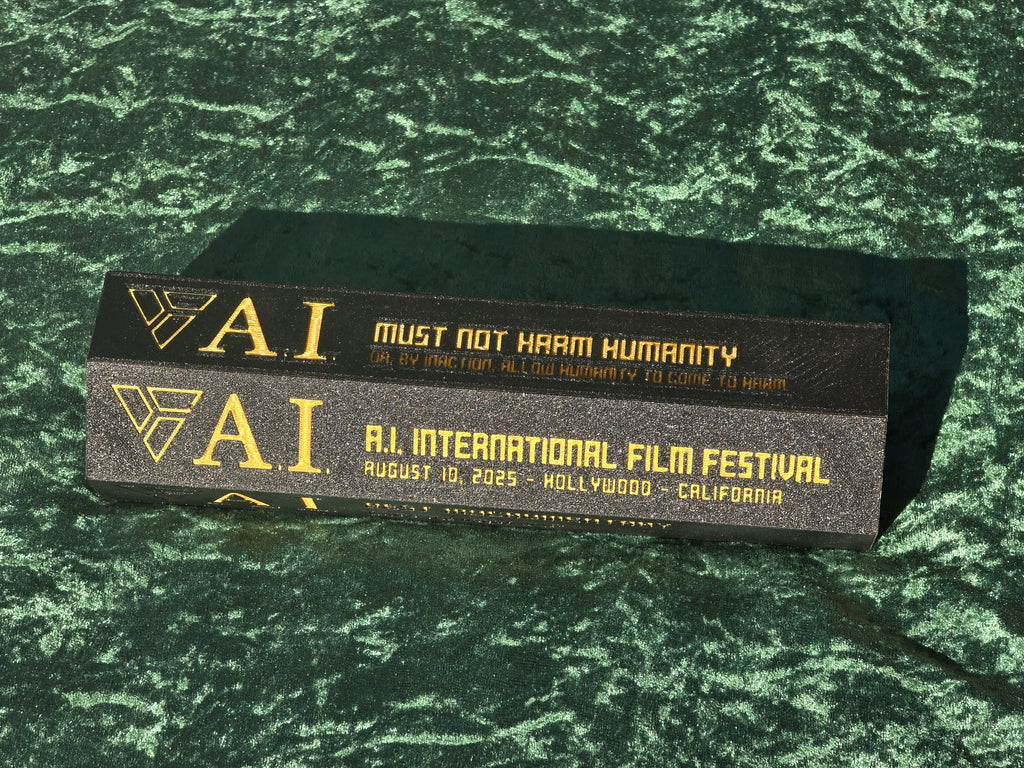 A.I
MUST NOT HARM HUMANITY
OR, BY INACTION, ALLOW HUMANITY TO COME TO HARM
A.I.
A.I. INTERNATIONAL FILM FESTIVAL
AUGUST 10, 2025 - HOLLYWOOD - CALIFORNIA